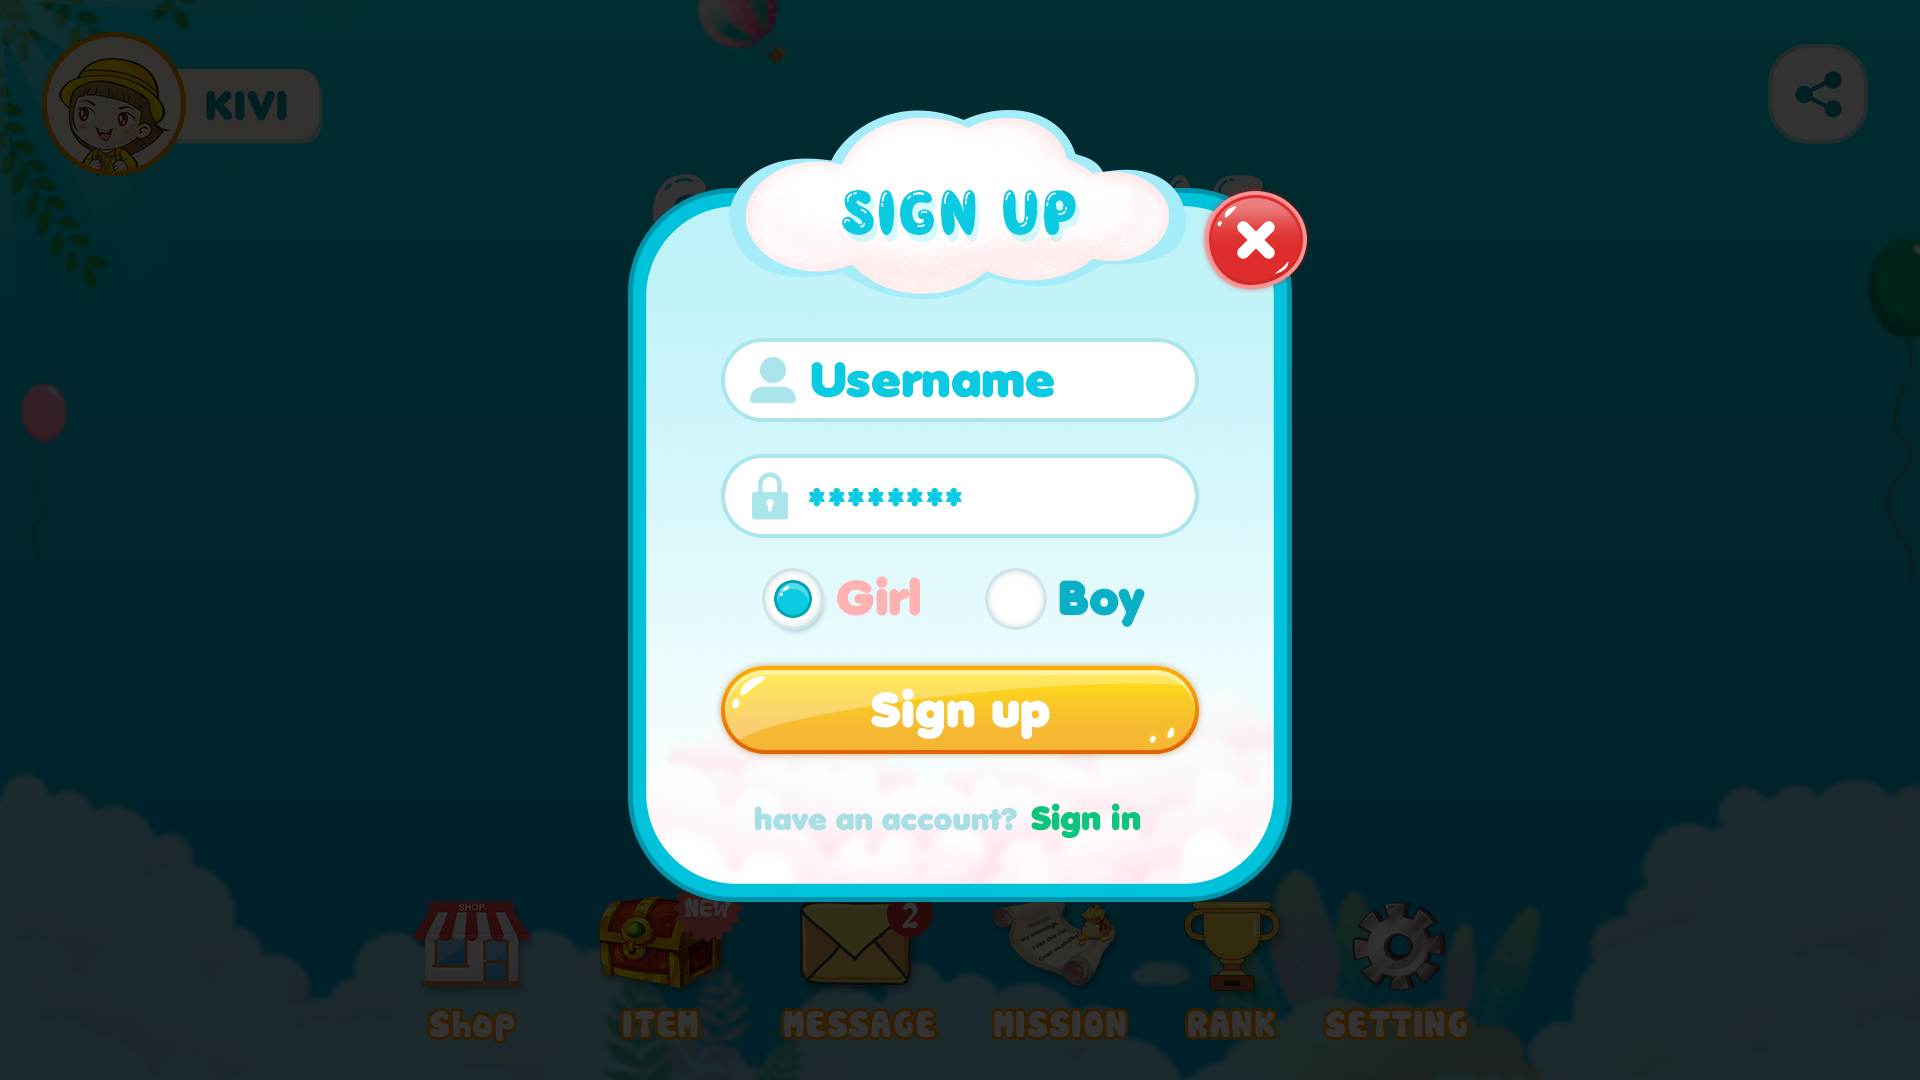 KIVI
SIGN UP
Username
********
Girl
Boy
Sign up
have an account? Sign in
SHOP
NEW
2
Shop
ITEM
MESSAGE
MISSION
RANK
SETTING